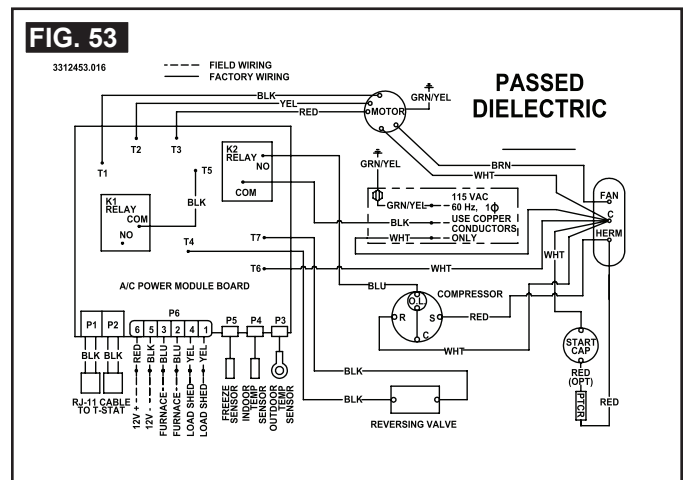 FIG. 53
3312453.016
FIELD WIRING
FACTORY WIRING
PASSED
DIELECTRIC
BLK
YEL
RED
MOTOR
GRN/YEL
T1
T2
T3
T5
K2
RELAY
NO
COM
BLK
K1
RELAY
COM
NO
T4
T7
T6
A/C POWER MODULE BOARD
GRN/YEL
GRN/YEL
BLK
WHT
115 VAC
60 Hz, 1ϕ
USE COPPER
CONDUCTORS
ONLY
BRN
WHT
FAN
C
HERM
WHT
WHT
BLU
COMPRESSOR
O.L.
R
S
C
RED
WHT
START
CAP
RED
(OPT)
PTCR
RED
BLK
BLK
REVERSING VALVE
P1
P2
P6
6
5
3
2
4
1
P5
P4
P3
BLK
BLK
RED
BLK
BLU
BLU
YEL
YEL
RJ-11 CABLE
TO T-STAT
12V +
12V -
FURNACE
FURNACE
LOAD SHED
LOAD SHED
FREEZE
SENSOR
INDOOR
TEMP
SENSOR
OUTDOOR
TEMP
SENSOR